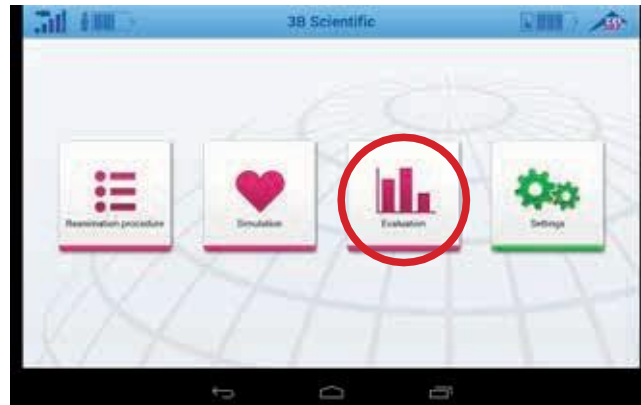 3B Scientific
Reanimation procedure
Simulation
Evaluation
Settings